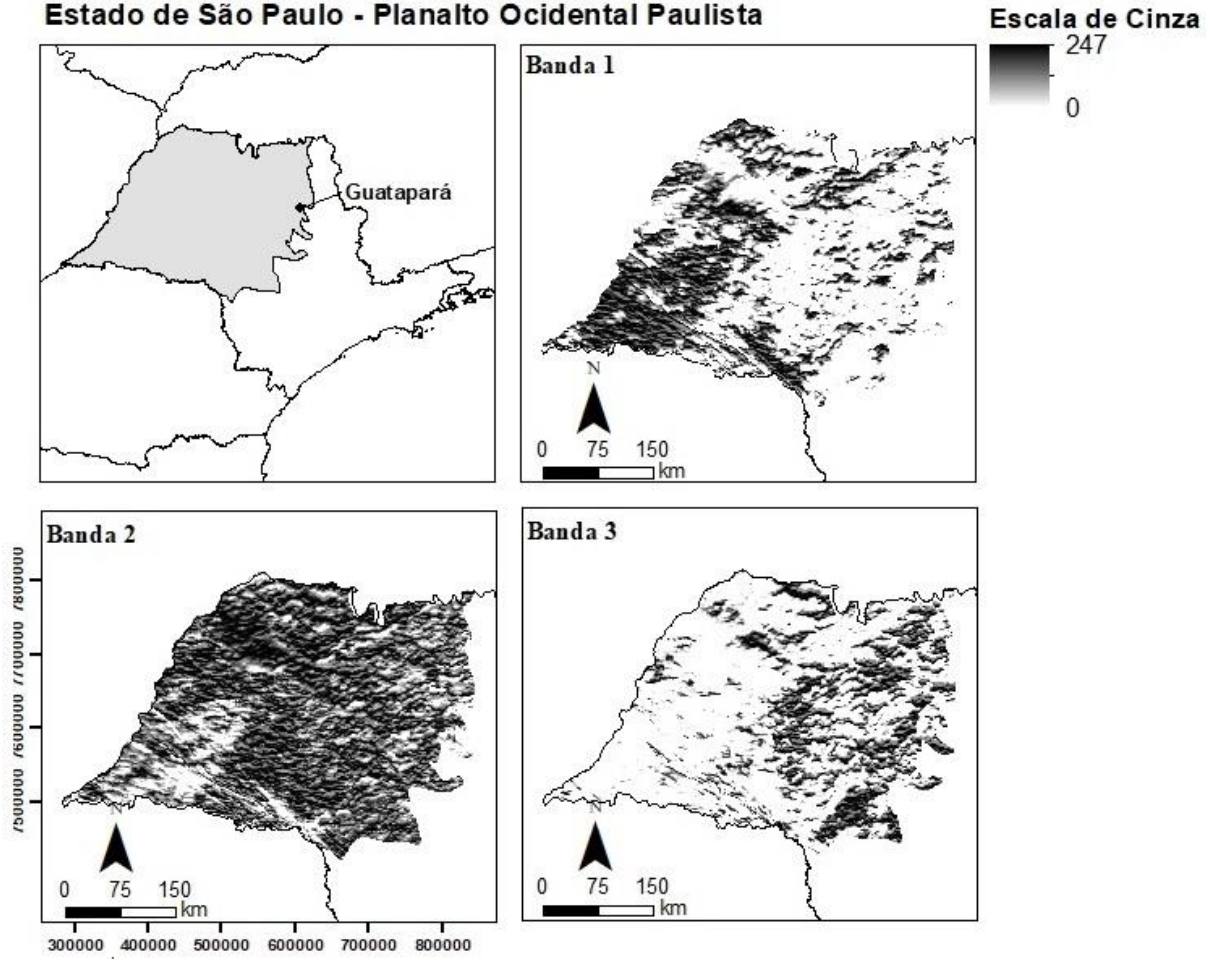 Estado de São Paulo - Planalto Ocidental Paulista
Escala de Cinza
247
0
Guatapará
Banda 1
N
0 75 150
km
Banda 2
7800000
7700000
7600000
7500000
N
0 75 150
km
300000 400000 500000 600000 700000 800000
Banda 3
N
0 75 150
km